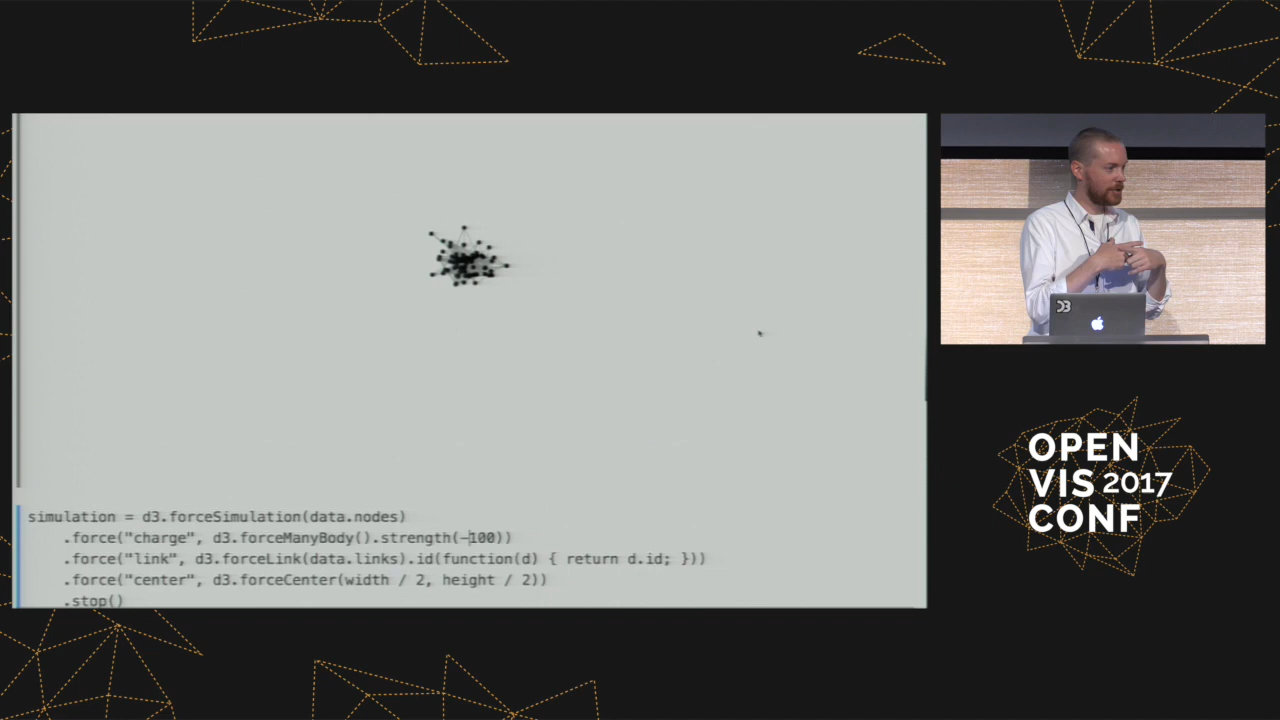 simulation = d3.forceSimulation(data.nodes)
.force("charge", d3.forceManyBody().strength(-100))
.force("link", d3.forceLink(data.links).id(function(d) { return d.id; }))
.force("center", d3.forceCenter(width / 2, height / 2))
.stop()
D3
OPEN
VIS 2017
CONF